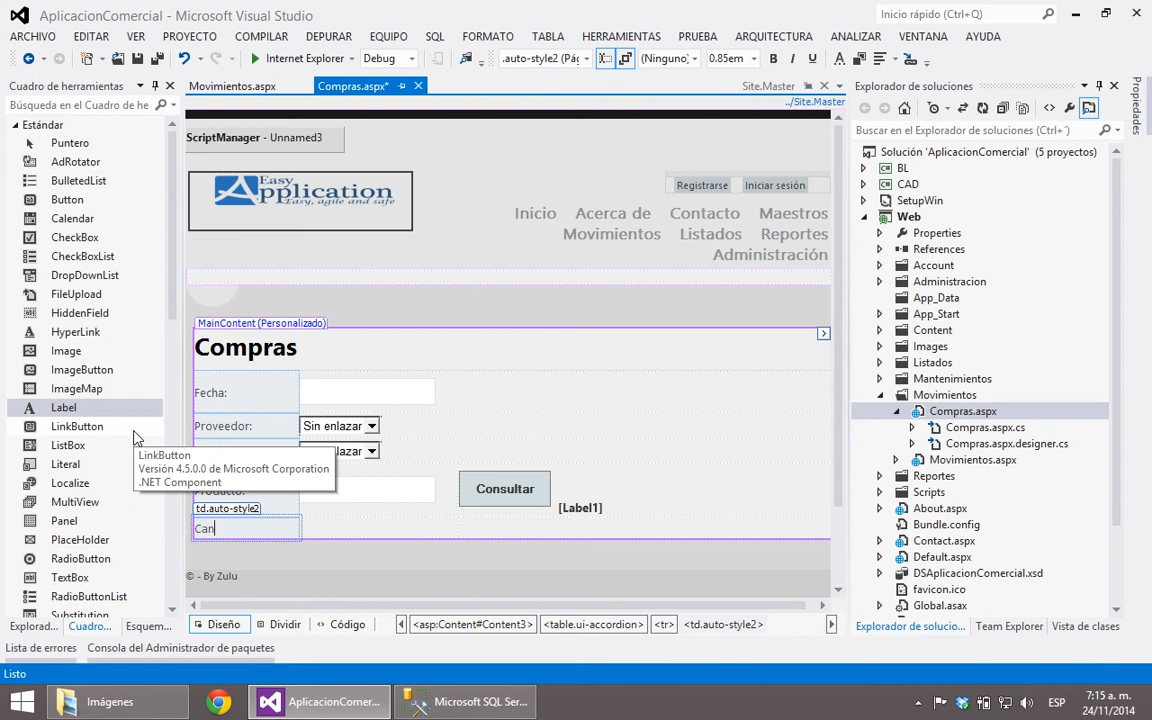 AplicacionComercial - Microsoft Visual Studio
Inicio rápido (Ctrl+Q)
ARCHIVO EDITAR VER PROYECTO COMPILAR DEPURAR EQUIPO SQL FORMATO TABLA HERRAMIENTAS PRUEBA ARQUITECTURA ANALIZAR VENTANA AYUDA
Internet Explorer Debug .auto-style2 (Pág (Ninguno) 0.85em B I U
Cuadro de herramientas
Movimientos.aspx Compras.aspx* Site.Master
Explorador de soluciones
Propiedades
Búsqueda en el Cuadro de he
../Site.Master
Buscar en el Explorador de soluciones (Ctrl+´)
Estándar
Puntero
AdRotator
BulletedList
Button
Calendar
CheckBox
CheckBoxList
DropDownList
FileUpload
HiddenField
HyperLink
Image
ImageButton
ImageMap
Label
LinkButton
ListBox
Literal
Localize
MultiView
Panel
PlaceHolder
RadioButton
TextBox
RadioButtonList
Substitution
LinkButton
Versión 4.5.0.0 de Microsoft Corporation
.NET Component
ScriptManager - Unnamed3
Easy
Application
Easy, agile and safe
Registrarse Iniciar sesión
Inicio Acerca de Contacto Maestros
Movimientos Listados Reportes
Administración
MainContent (Personalizado)
Compras
Fecha:
Proveedor: Sin enlazar
lazar
Producto:
Consultar
[Label1]
td.auto-style2
Can
© - By Zulu
Solución 'AplicacionComercial' (5 proyectos)
BL
CAD
SetupWin
Web
Properties
References
Account
Administracion
App_Data
App_Start
Content
Images
Listados
Mantenimientos
Movimientos
Compras.aspx
Compras.aspx.cs
Compras.aspx.designer.cs
Movimientos.aspx
Reportes
Scripts
About.aspx
Bundle.config
Contact.aspx
Default.aspx
DSAplicacionComercial.xsd
favicon.ico
Global.asax
Explorad... Cuadro... Esquem...
Diseño Dividir Código
<asp:Content#Content3> <table.ui-accordion> <tr> <td.auto-style2>
Explorador de solucio... Team Explorer Vista de clases
Lista de errores Consola del Administrador de paquetes
Listo
Imágenes
AplicacionComer...
Microsoft SQL Ser...
ESP
7:15 a. m.
24/11/2014